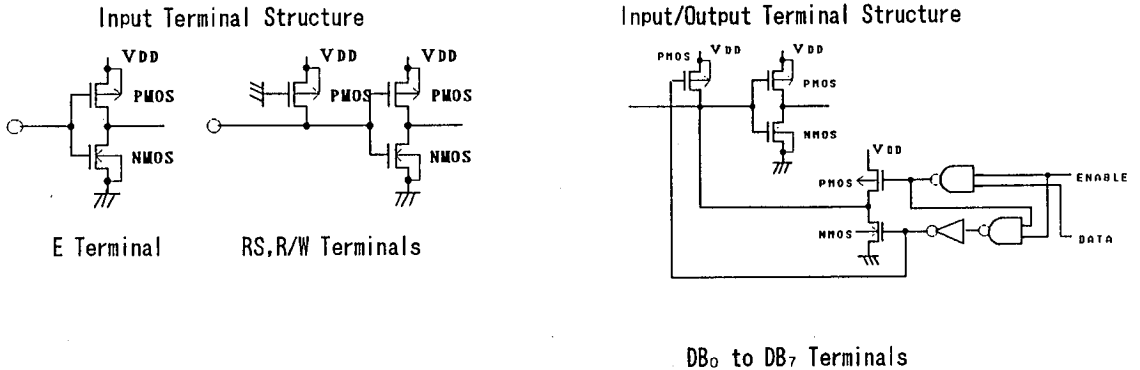 Input Terminal Structure
Input/Output Terminal Structure
VDD
VDD
VDD
PMOS
PMOS
PMOS
NMOS
NMOS
E Terminal
RS,R/W Terminals
PMOS
VDD
VDD
PMOS
NMOS
VDD
PMOS
NMOS
ENABLE
DATA
DB0 to DB7 Terminals